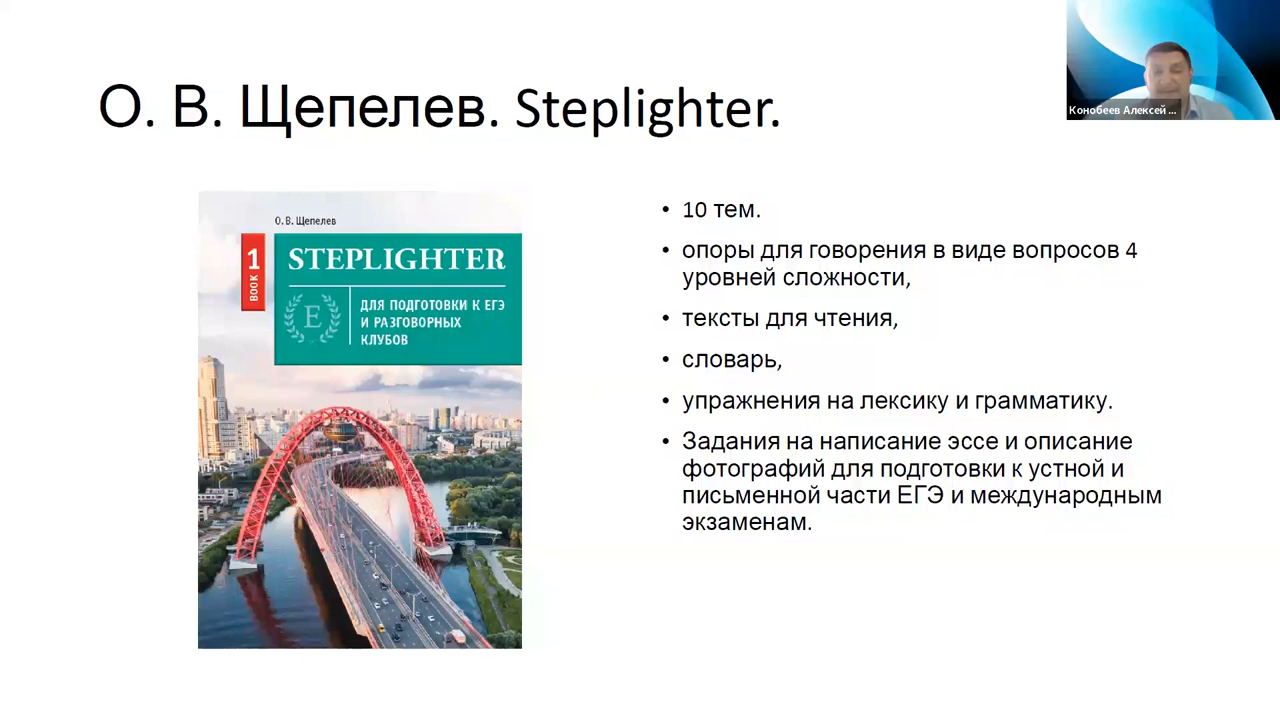 О. В. Щепелев. Steplighter.
Конобеев Алексей ...
О. В. Щепелев
BOOK 1
STEPLIGHTER
E
ДЛЯ ПОДГОТОВКИ К ЕГЭ
И РАЗГОВОРНЫХ
КЛУБОВ
• 10 тем.
• опоры для говорения в виде вопросов 4
уровней сложности,
• тексты для чтения,
• словарь,
• упражнения на лексику и грамматику.
• Задания на написание эссе и описание
фотографий для подготовки к устной и
письменной части ЕГЭ и международным
экзаменам.